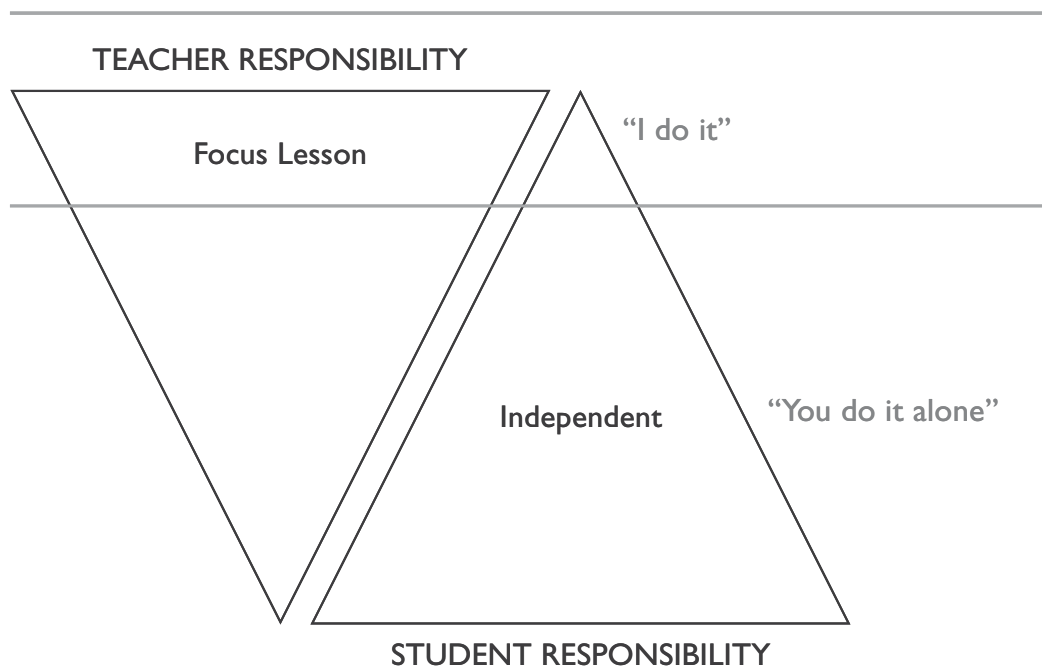 TEACHER RESPONSIBILITY
“I do it”
Focus Lesson
“You do it alone”
Independent
STUDENT RESPONSIBILITY